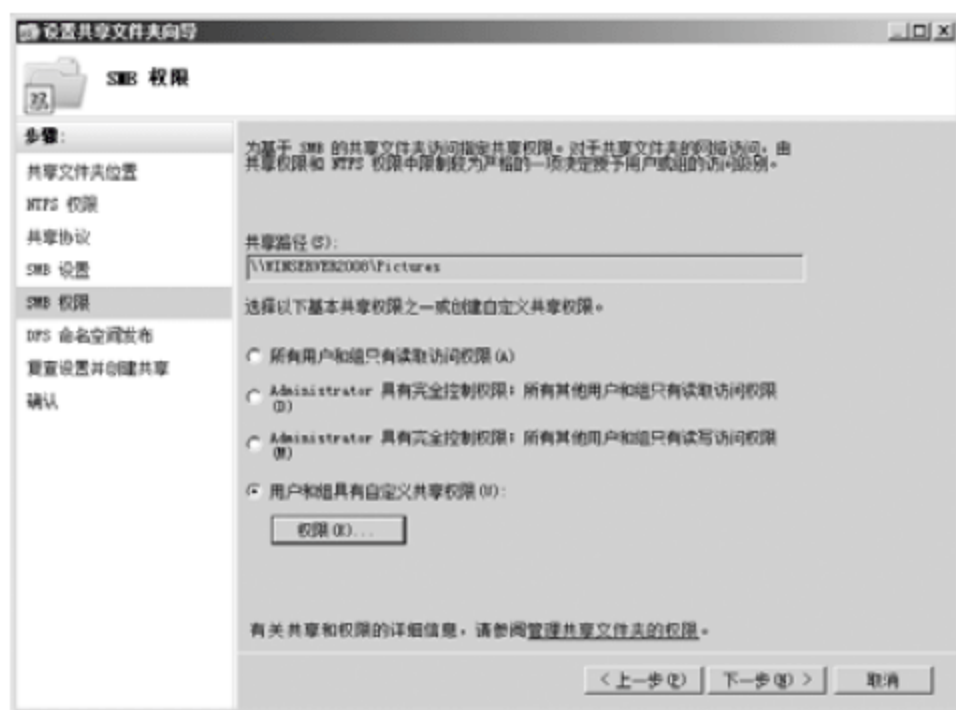 设置共享文件夹向导
SMB 权限
步骤:
共享文件夹位置
NTFS 权限
共享协议
SMB 设置
SMB 权限
DFS 命名空间发布
复查设置并创建共享
确认
为基于 SMB 的共享文件夹访问指定共享权限。对于共享文件夹的网络访问，由
共享权限和 NTFS 权限中限制较为严格的一项决定授予用户或组的访问级别。
共享路径(S):
\\WINSERVER2008\Pictures
选择以下基本共享权限之一或创建自定义共享权限。
所有用户和组只有读取访问权限(A)
Administrator 具有完全控制权限；所有其他用户和组只有读取访问权限
(D)
Administrator 具有完全控制权限；所有其他用户和组只有读写访问权限
(M)
用户和组具有自定义共享权限(U):
权限(E)...
有关共享和权限的详细信息，请参阅管理共享文件夹的权限。
< 上一步(P) 下一步(N) > 取消